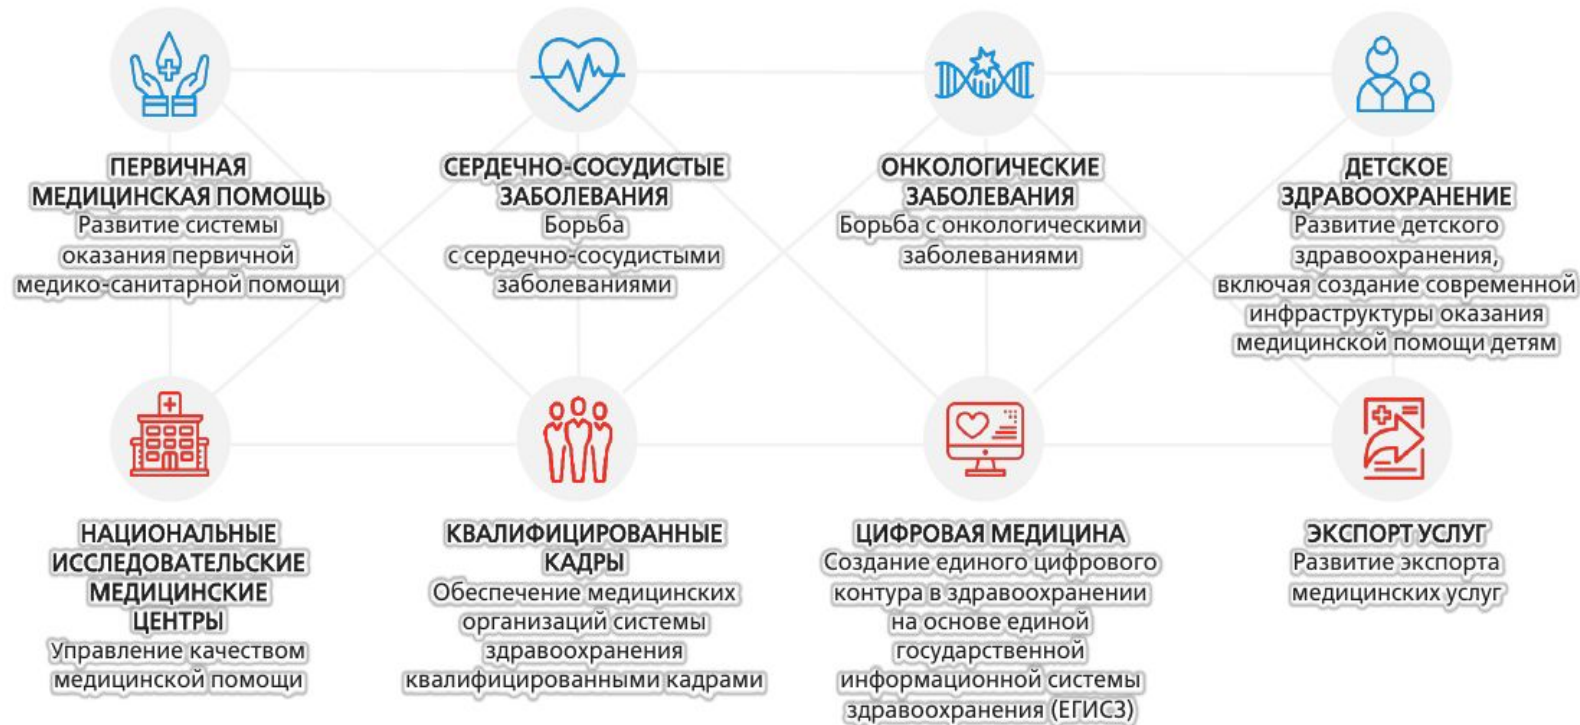 ПЕРВИЧНАЯ
МЕДИЦИНСКАЯ ПОМОЩЬ
Развитие системы
оказания первичной
медико-санитарной помощи
СЕРДЕЧНО-СОСУДИСТЫЕ
ЗАБОЛЕВАНИЯ
Борьба
с сердечно-сосудистыми
заболеваниями
ОНКОЛОГИЧЕСКИЕ
ЗАБОЛЕВАНИЯ
Борьба с онкологическими
заболеваниями
ДЕТСКОЕ
ЗДРАВООХРАНЕНИЕ
Развитие детского
здравоохранения,
включая создание современной
инфраструктуры оказания
медицинской помощи детям
НАЦИОНАЛЬНЫЕ
ИССЛЕДОВАТЕЛЬСКИЕ
МЕДИЦИНСКИЕ
ЦЕНТРЫ
Управление качеством
медицинской помощи
КВАЛИФИЦИРОВАННЫЕ
КАДРЫ
Обеспечение медицинских
организаций системы
здравоохранения
квалифицированными кадрами
ЦИФРОВАЯ МЕДИЦИНА
Создание единого цифрового
контура в здравоохранении
на основе единой
государственной
информационной системы
здравоохранения (ЕГИСЗ)
ЭКСПОРТ УСЛУГ
Развитие экспорта
медицинских услуг